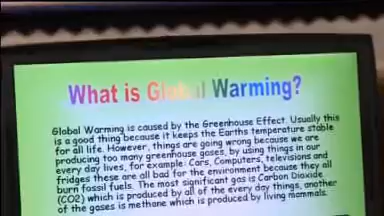 What is Global Warming?
Global Warming is caused by the Greenhouse Effect. Usually this
is a good thing because it keeps the Earths temperature stable
for all life. However, things are going wrong because we are
producing too many greenhouse gases, by using things in our
every day lives, for example: Cars, Computers, televisions and
fridges these are all bad for the environment because they all
burn fossil fuels. The most significant gas is Carbon Dioxide
(CO2) which is produced by all of the every day things, another
of the gases is methane which is produced by living mammals.